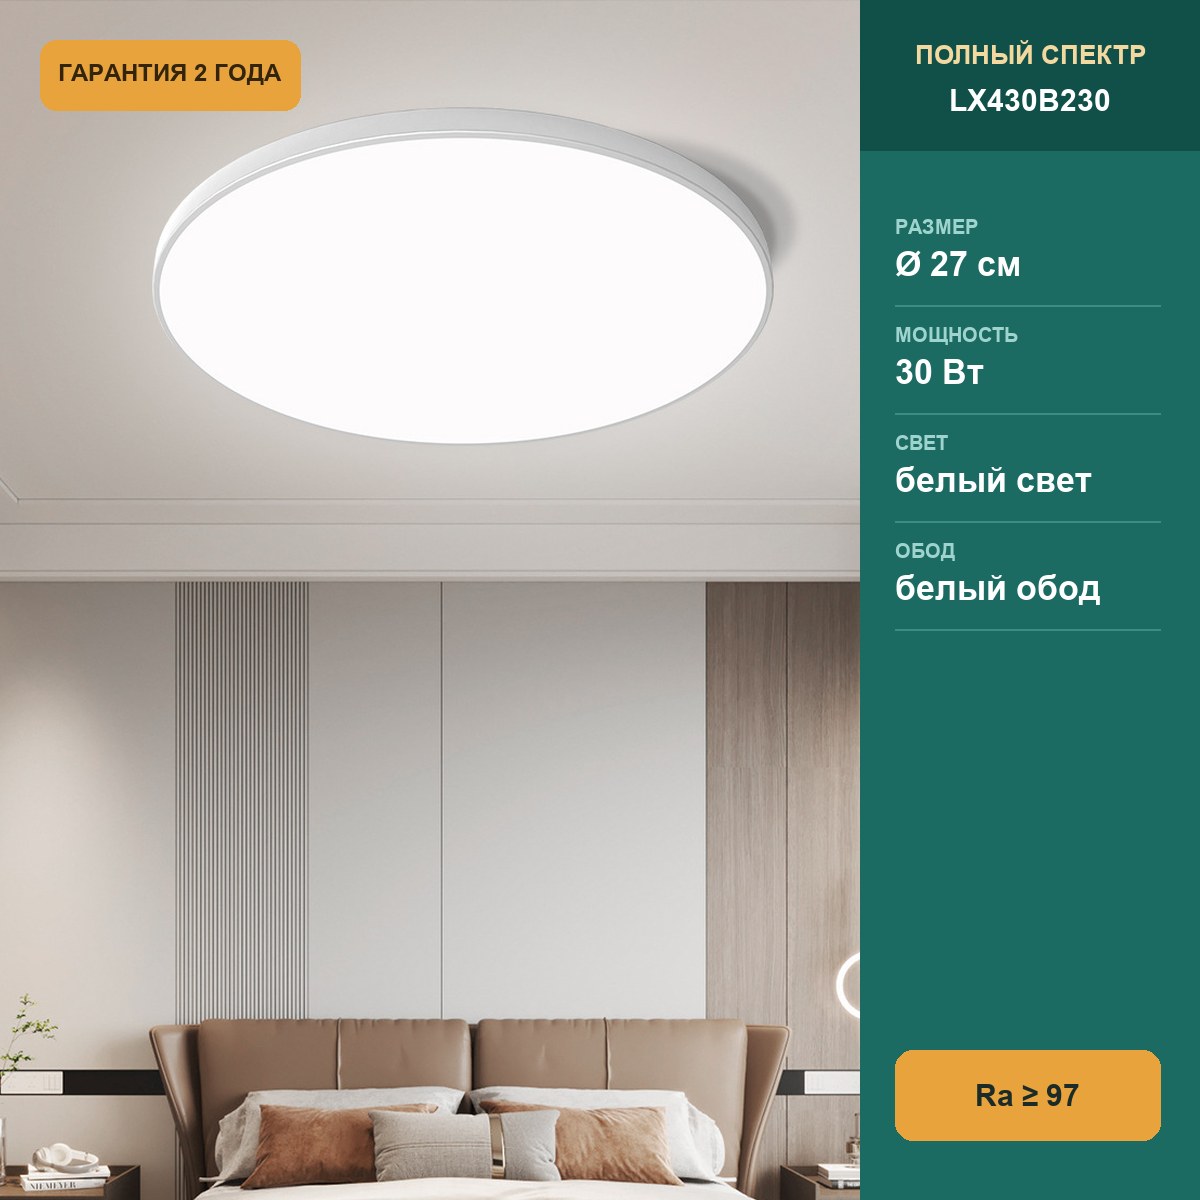 ГАРАНТИЯ 2 ГОДА
ПОЛНЫЙ СПЕКТР
LX430B230
РАЗМЕР
Ø 27 см
МОЩНОСТЬ
30 Вт
СВЕТ
белый свет
ОБОД
белый обод
Ra ≥ 97
NIEMEYER